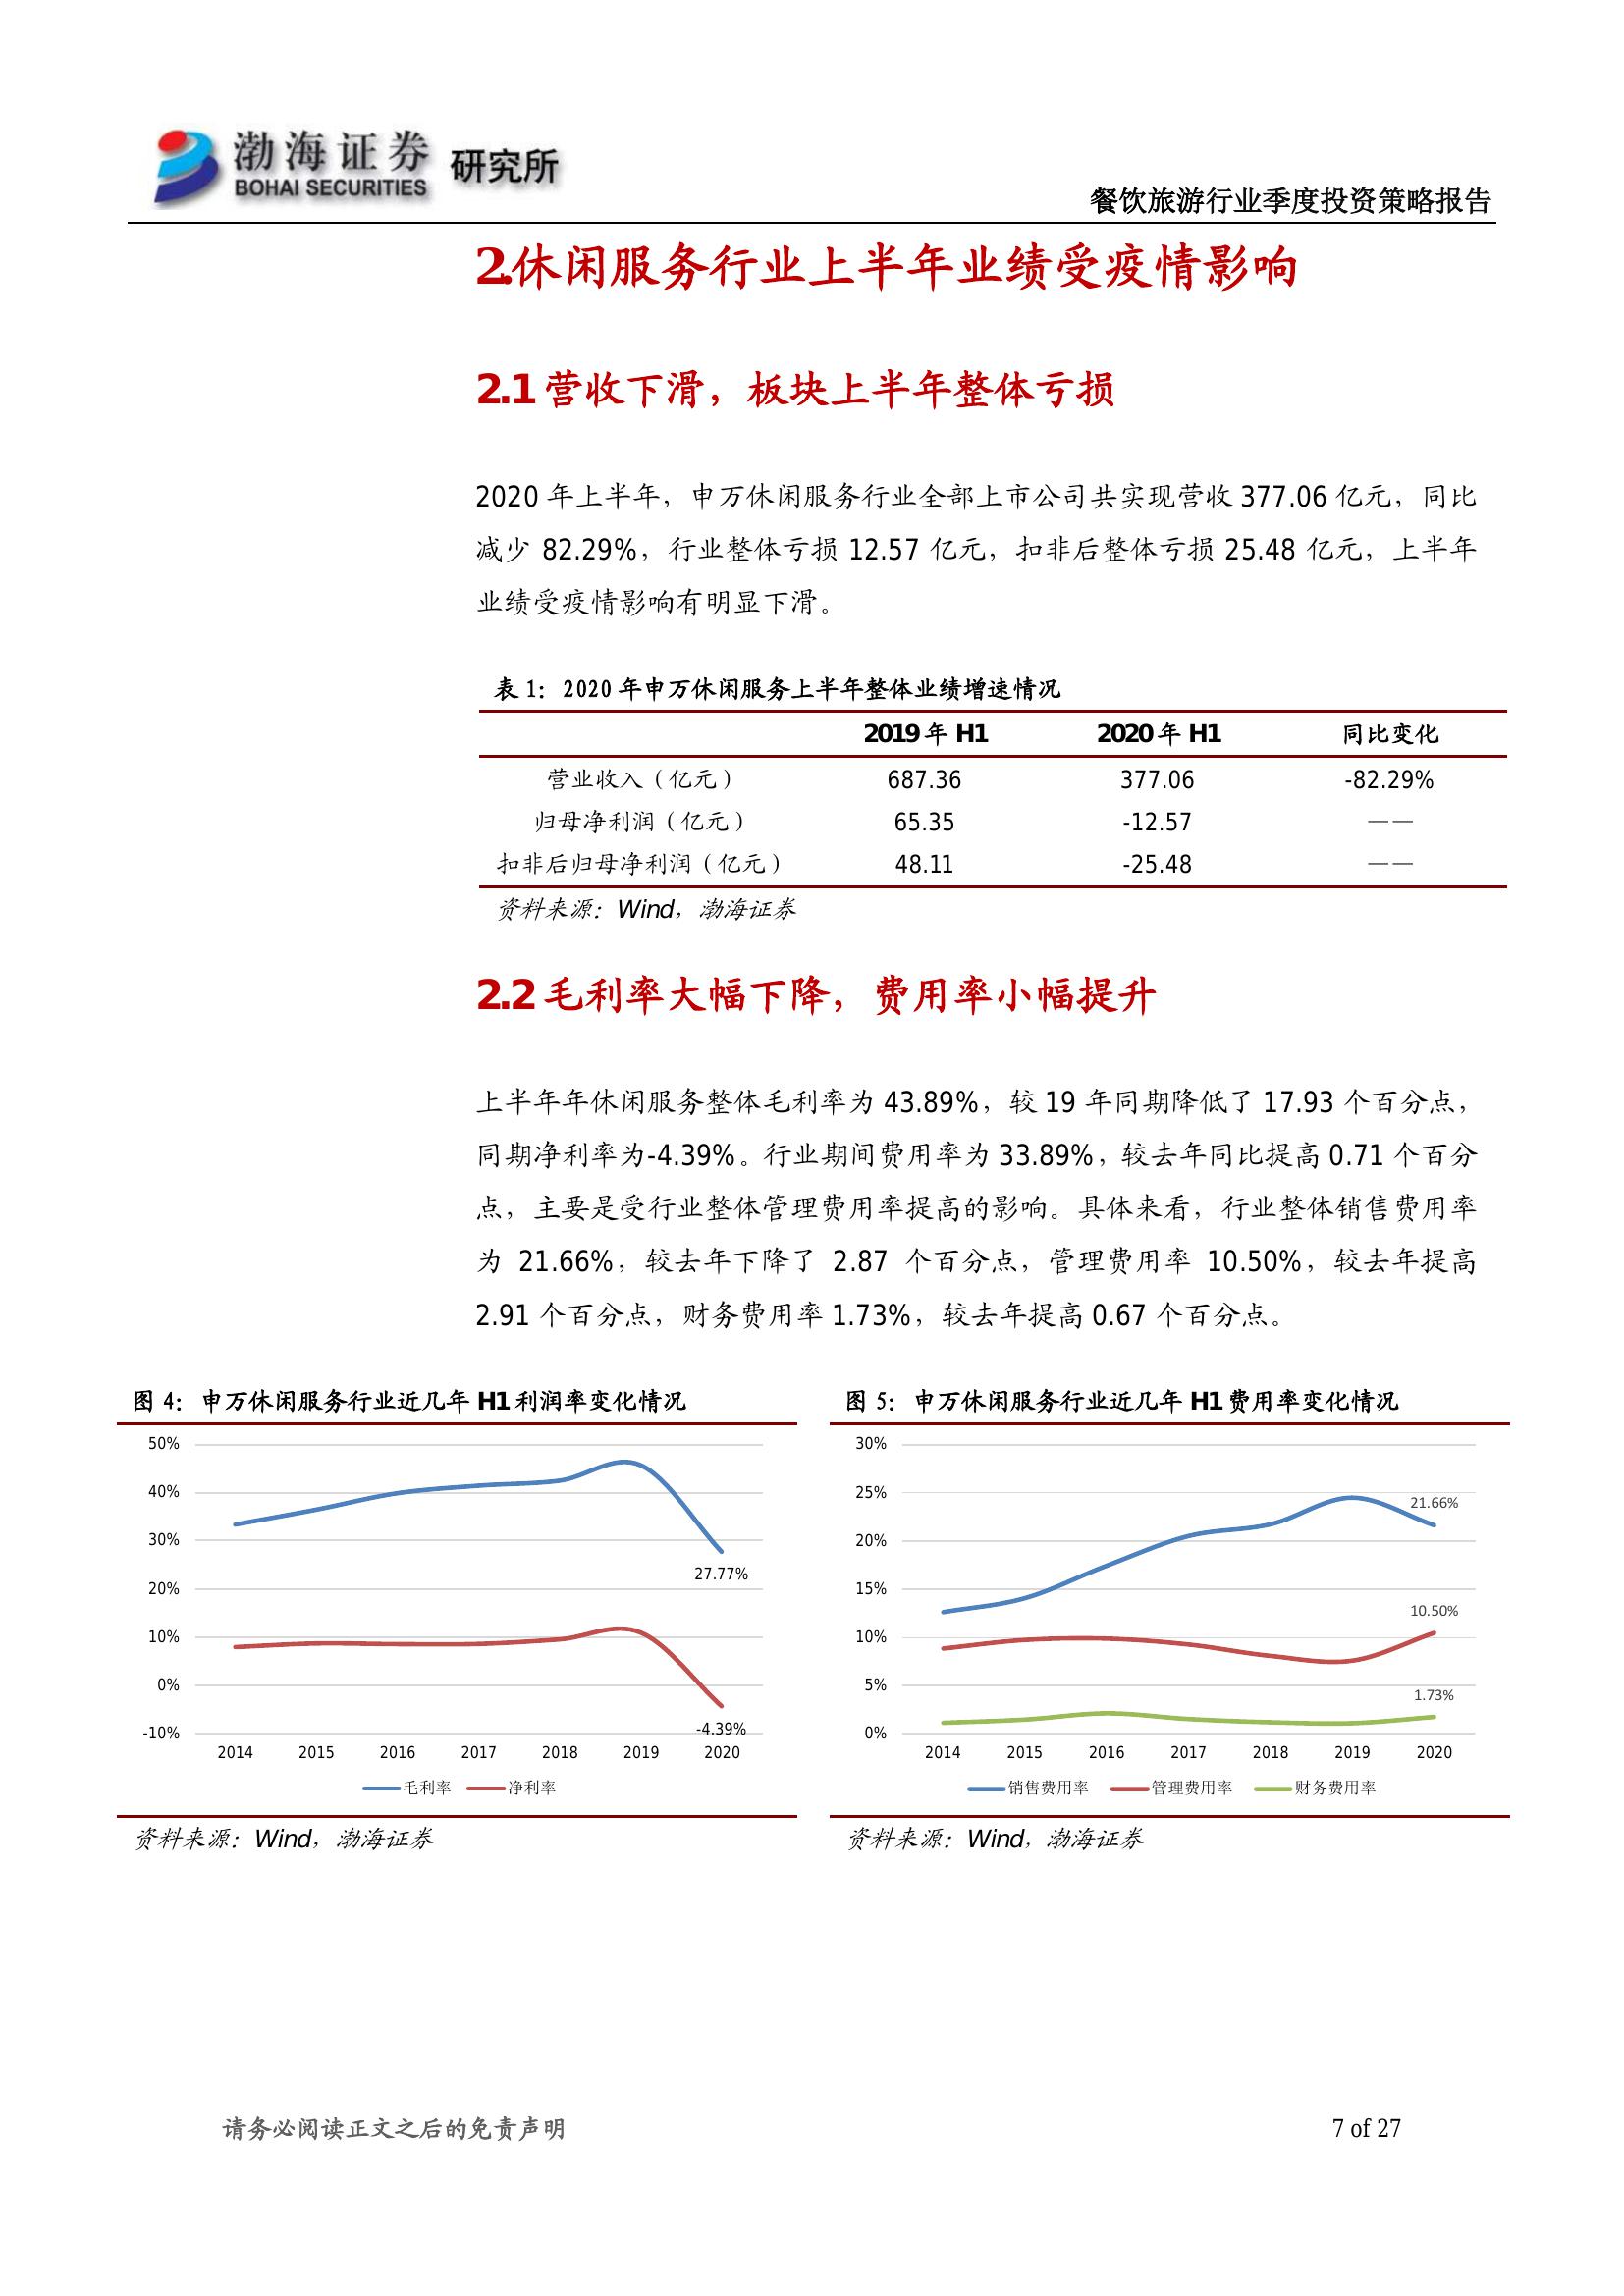 渤海证券
BOHAI SECURITIES
研究所
餐饮旅游行业季度投资策略报告
2.休闲服务行业上半年业绩受疫情影响
2.1 营收下滑，板块上半年整体亏损
2020 年上半年，申万休闲服务行业全部上市公司共实现营收 377.06 亿元，同比
减少 82.29%，行业整体亏损 12.57 亿元，扣非后整体亏损 25.48 亿元，上半年
业绩受疫情影响有明显下滑。
表 1：2020 年申万休闲服务上半年整体业绩增速情况
2019 年 H1 2020 年 H1 同比变化
营业收入（亿元） 687.36 377.06 -82.29%
归母净利润（亿元） 65.35 -12.57 ——
扣非后归母净利润（亿元） 48.11 -25.48 ——
资料来源：Wind，渤海证券
2.2 毛利率大幅下降，费用率小幅提升
上半年年休闲服务整体毛利率为 43.89%，较 19 年同期降低了 17.93 个百分点，
同期净利率为-4.39%。行业期间费用率为 33.89%，较去年同比提高 0.71 个百分
点，主要是受行业整体管理费用率提高的影响。具体来看，行业整体销售费用率
为 21.66%，较去年下降了 2.87 个百分点，管理费用率 10.50%，较去年提高
2.91 个百分点，财务费用率 1.73%，较去年提高 0.67 个百分点。
图 4：申万休闲服务行业近几年 H1 利润率变化情况
50%
40%
30%
20%
10%
0%
-10%
27.77%
-4.39%
2014 2015 2016 2017 2018 2019 2020
毛利率 净利率
资料来源：Wind，渤海证券
图 5：申万休闲服务行业近几年 H1 费用率变化情况
30%
25%
20%
15%
10%
5%
0%
21.66%
10.50%
1.73%
2014 2015 2016 2017 2018 2019 2020
销售费用率 管理费用率 财务费用率
资料来源：Wind，渤海证券
请务必阅读正文之后的免责声明
7 of 27